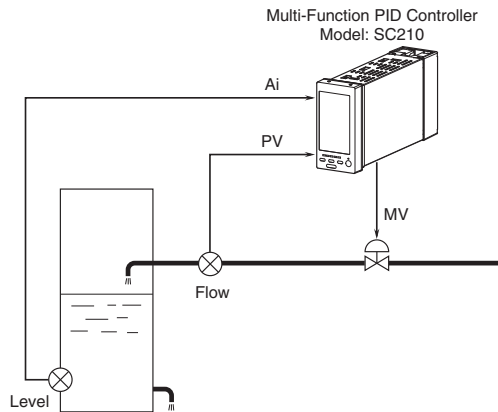 Multi-Function PID Controller
Model: SC210
Ai
PV
MV
Flow
Level